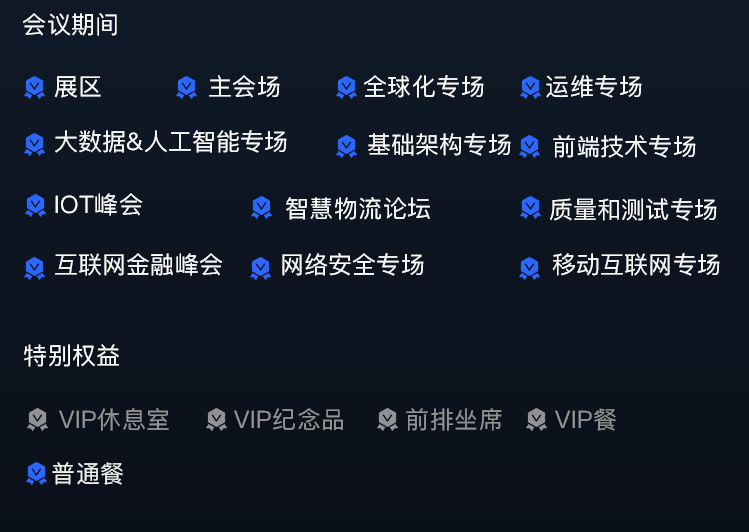 会议期间
展区 主会场 全球化专场 运维专场
大数据&人工智能专场 基础架构专场 前端技术专场
IOT峰会 智慧物流论坛 质量和测试专场
互联网金融峰会 网络安全专场 移动互联网专场
特别权益
VIP休息室 VIP纪念品 前排坐席 VIP餐
普通餐